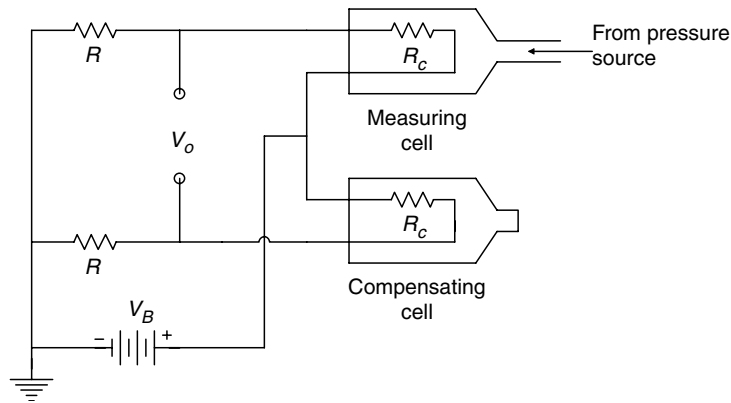 From pressure
source
R
R_c
Measuring
cell
V_o
R_c
R
Compensating
cell
V_B
− +